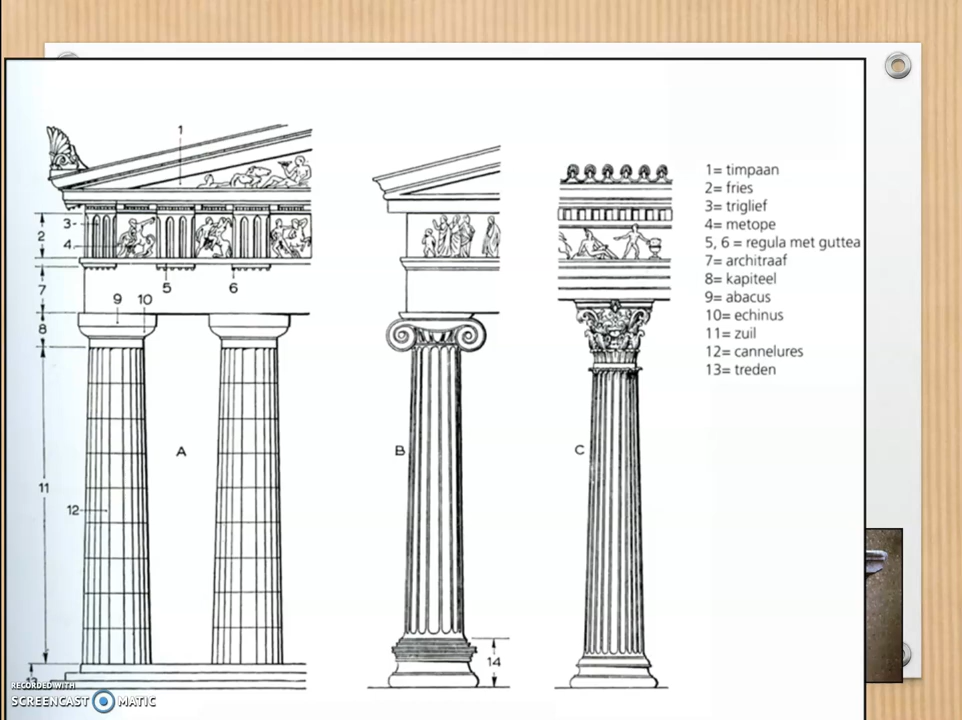 1
3
2
4
5
6
7
9 10
8
A
B
C
11
12
14
13
1= timpaan
2= fries
3= triglief
4= metope
5, 6 = regula met guttea
7= architraaf
8= kapiteel
9= abacus
10= echinus
11= zuil
12= cannelures
13= treden
RECORDED WITH
SCREENCAST MATIC